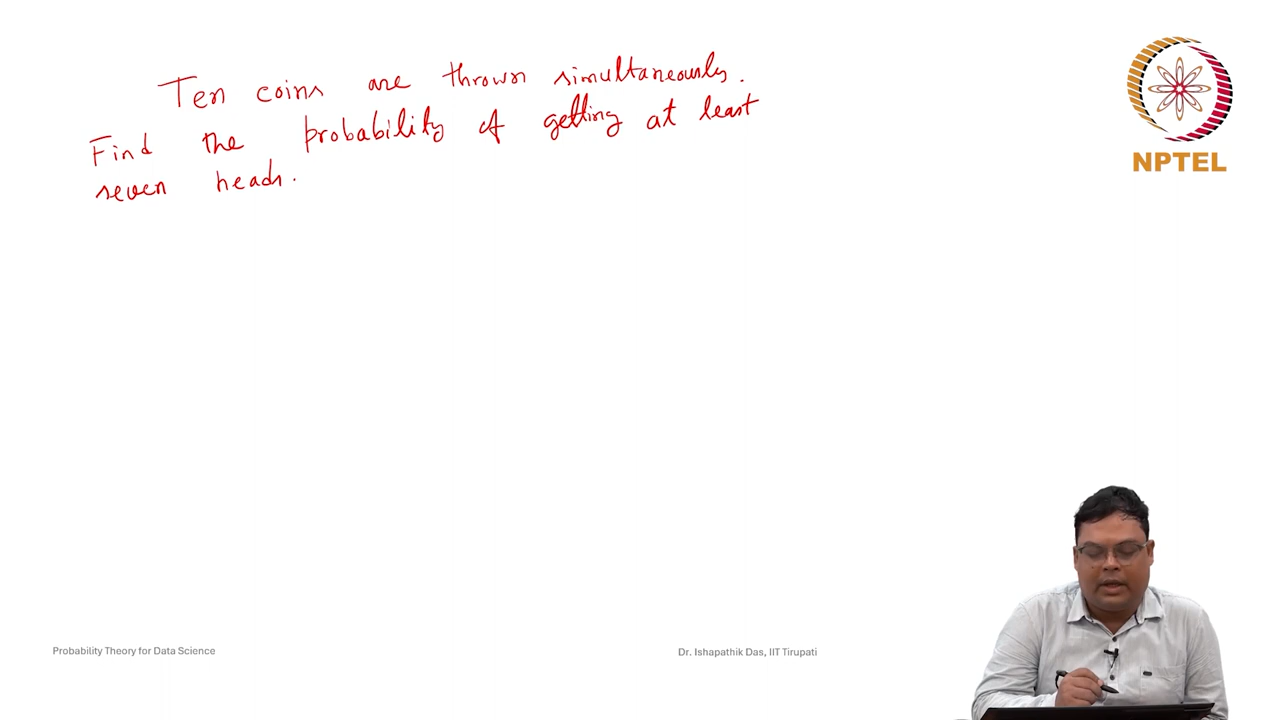 Ten coins are thrown simultaneously.
Find the probability of getting at least
seven heads.
NPTEL
Probability Theory for Data Science
Dr. Ishapathik Das, IIT Tirupati